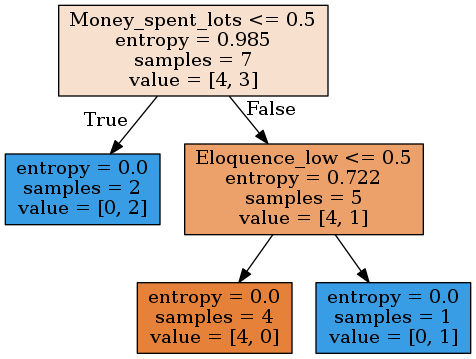 Money_spent_lots <= 0.5
entropy = 0.985
samples = 7
value = [4, 3]
True
False
entropy = 0.0
samples = 2
value = [0, 2]
Eloquence_low <= 0.5
entropy = 0.722
samples = 5
value = [4, 1]
entropy = 0.0
samples = 4
value = [4, 0]
entropy = 0.0
samples = 1
value = [0, 1]